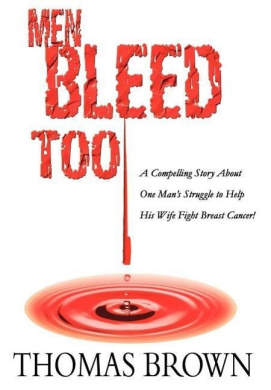 MEN
BLEED
TOO
A Compelling Story About
One Man's Struggle to Help
His Wife Fight Breast Cancer!
THOMAS BROWN